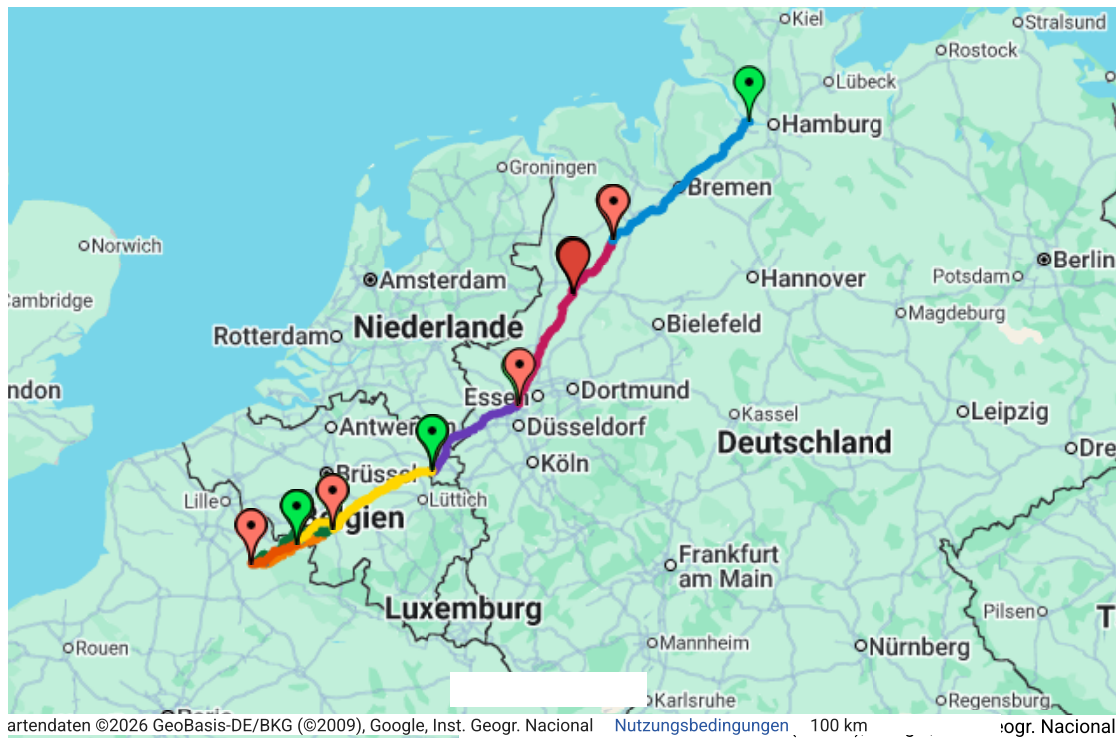 Kiel
Stralsund
Rostock
Lübeck
Hamburg
Groningen
Bremen
Norwich
Berlin
Amsterdam
Hannover
Potsdam
Cambridge
Magdeburg
Rotterdam
Niederlande
Bielefeld
ndon
Essen
Dortmund
Kassel
Leipzig
Antwerpen
Düsseldorf
Deutschland
Dre
Brüssel
Köln
Lille
Lüttich
Belgien
Frankfurt
am Main
Luxemburg
Pilsen
T
Rouen
Mannheim
Nürnberg
Karlsruhe
Regensburg
artendaten ©2026 GeoBasis-DE/BKG (©2009), Google, Inst. Geogr. Nacional Nutzungsbedingungen 100 km eogr. Nacional